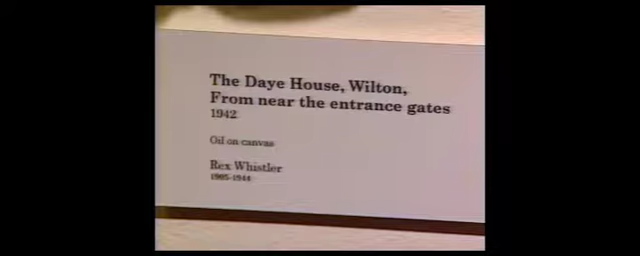 The Daye House, Wilton,
From near the entrance gates
1942
Oil on canvas
Rex Whistler
1905-1944